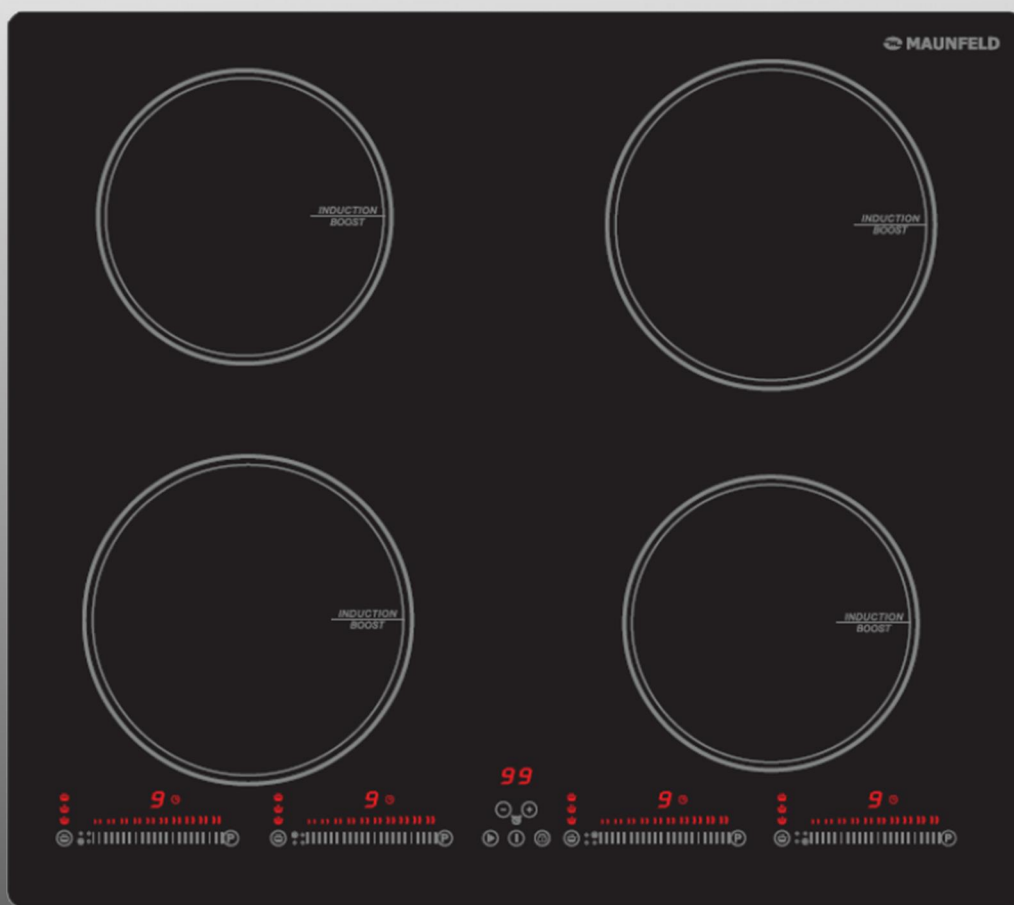 MAUNFELD
INDUCTION
BOOST
INDUCTION
BOOST
INDUCTION
BOOST
INDUCTION
BOOST
99
9 9 9 9
P P P P